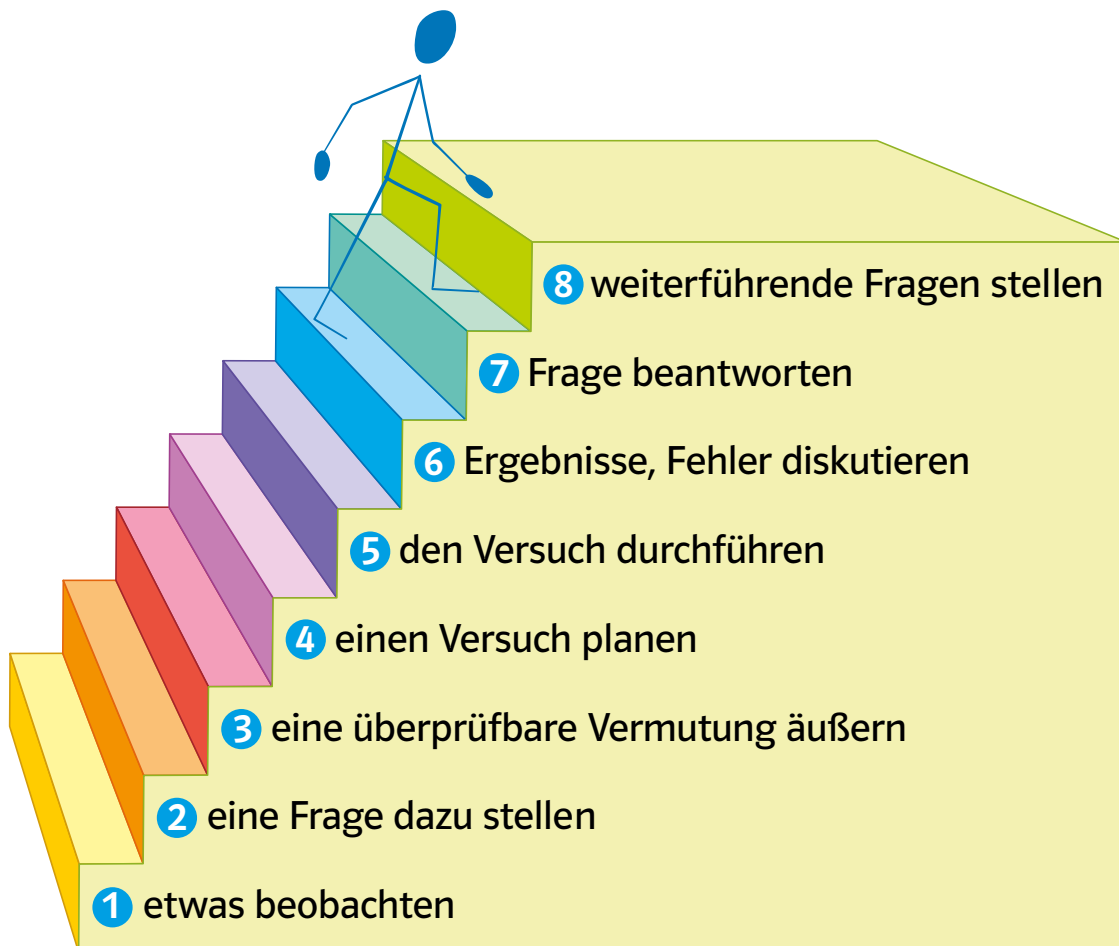 8 weiterführende Fragen stellen
7 Frage beantworten
6 Ergebnisse, Fehler diskutieren
5 den Versuch durchführen
4 einen Versuch planen
3 eine überprüfbare Vermutung äußern
2 eine Frage dazu stellen
1 etwas beobachten